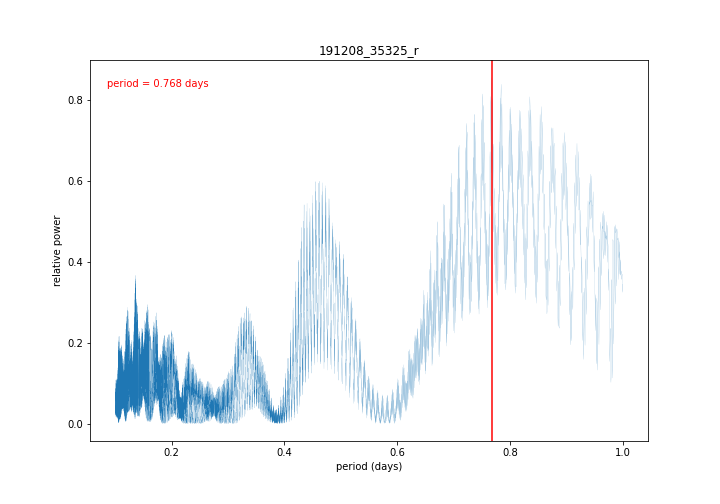 191208_35325_r
period = 0.768 days
0.8
0.6
0.4
0.2
0.0
relative power
0.2 0.4 0.6 0.8 1.0
period (days)